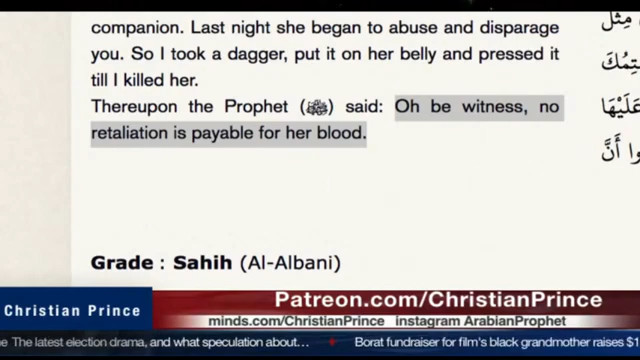 companion. Last night she began to abuse and disparage
you. So I took a dagger, put it on her belly and pressed it
till I killed her.
Thereupon the Prophet (ﷺ) said: Oh be witness, no
retaliation is payable for her blood.
Grade : Sahih (Al-Albani)
مِثْل
عَلَيْهَا
وا أَنَّ
Christian Prince
Patreon.com/ChristianPrince
minds.com/ChristianPrince instagram ArabianProphet
The latest election drama, and what speculation about...
Borat fundraiser for film's black grandmother raises $1